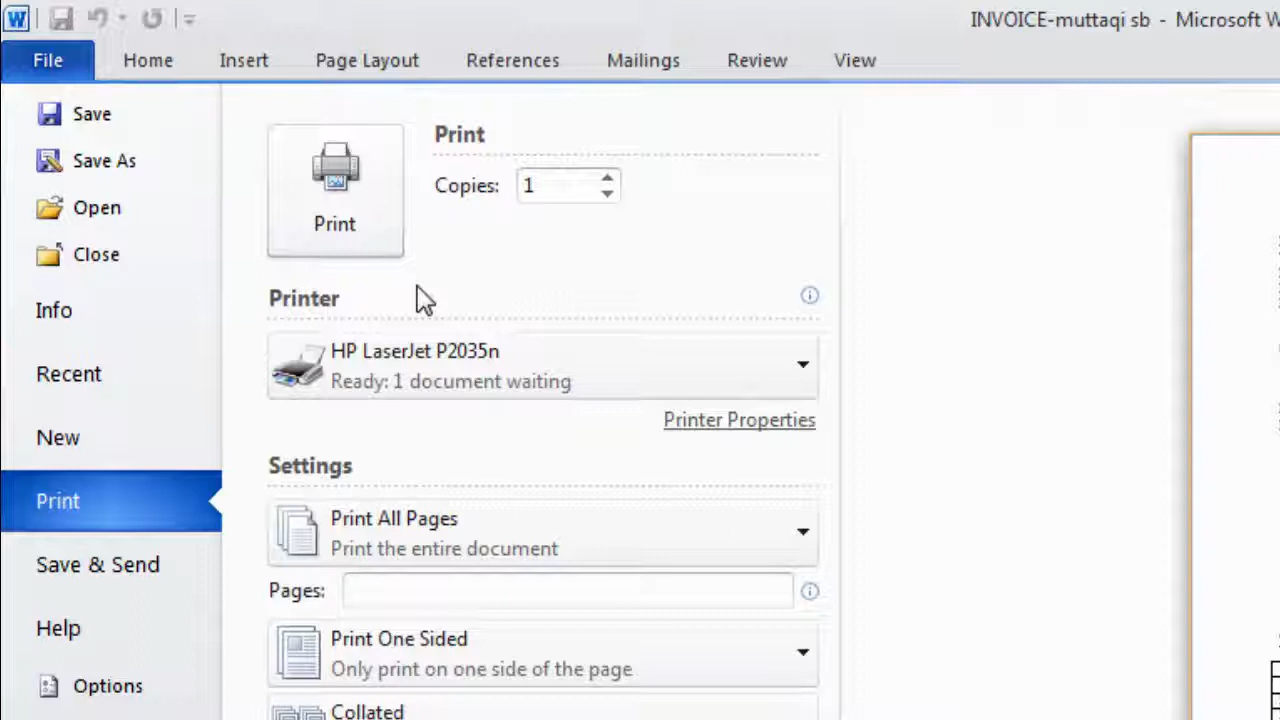 INVOICE-muttaqi sb - Microsoft
File Home Insert Page Layout References Mailings Review View
Save
Save As
Open
Close
Info
Recent
New
Print
Save & Send
Help
Options
Print
Print
Copies: 1
Printer
HP LaserJet P2035n
Ready: 1 document waiting
Printer Properties
Settings
Print All Pages
Print the entire document
Pages:
Print One Sided
Only print on one side of the page
Collated